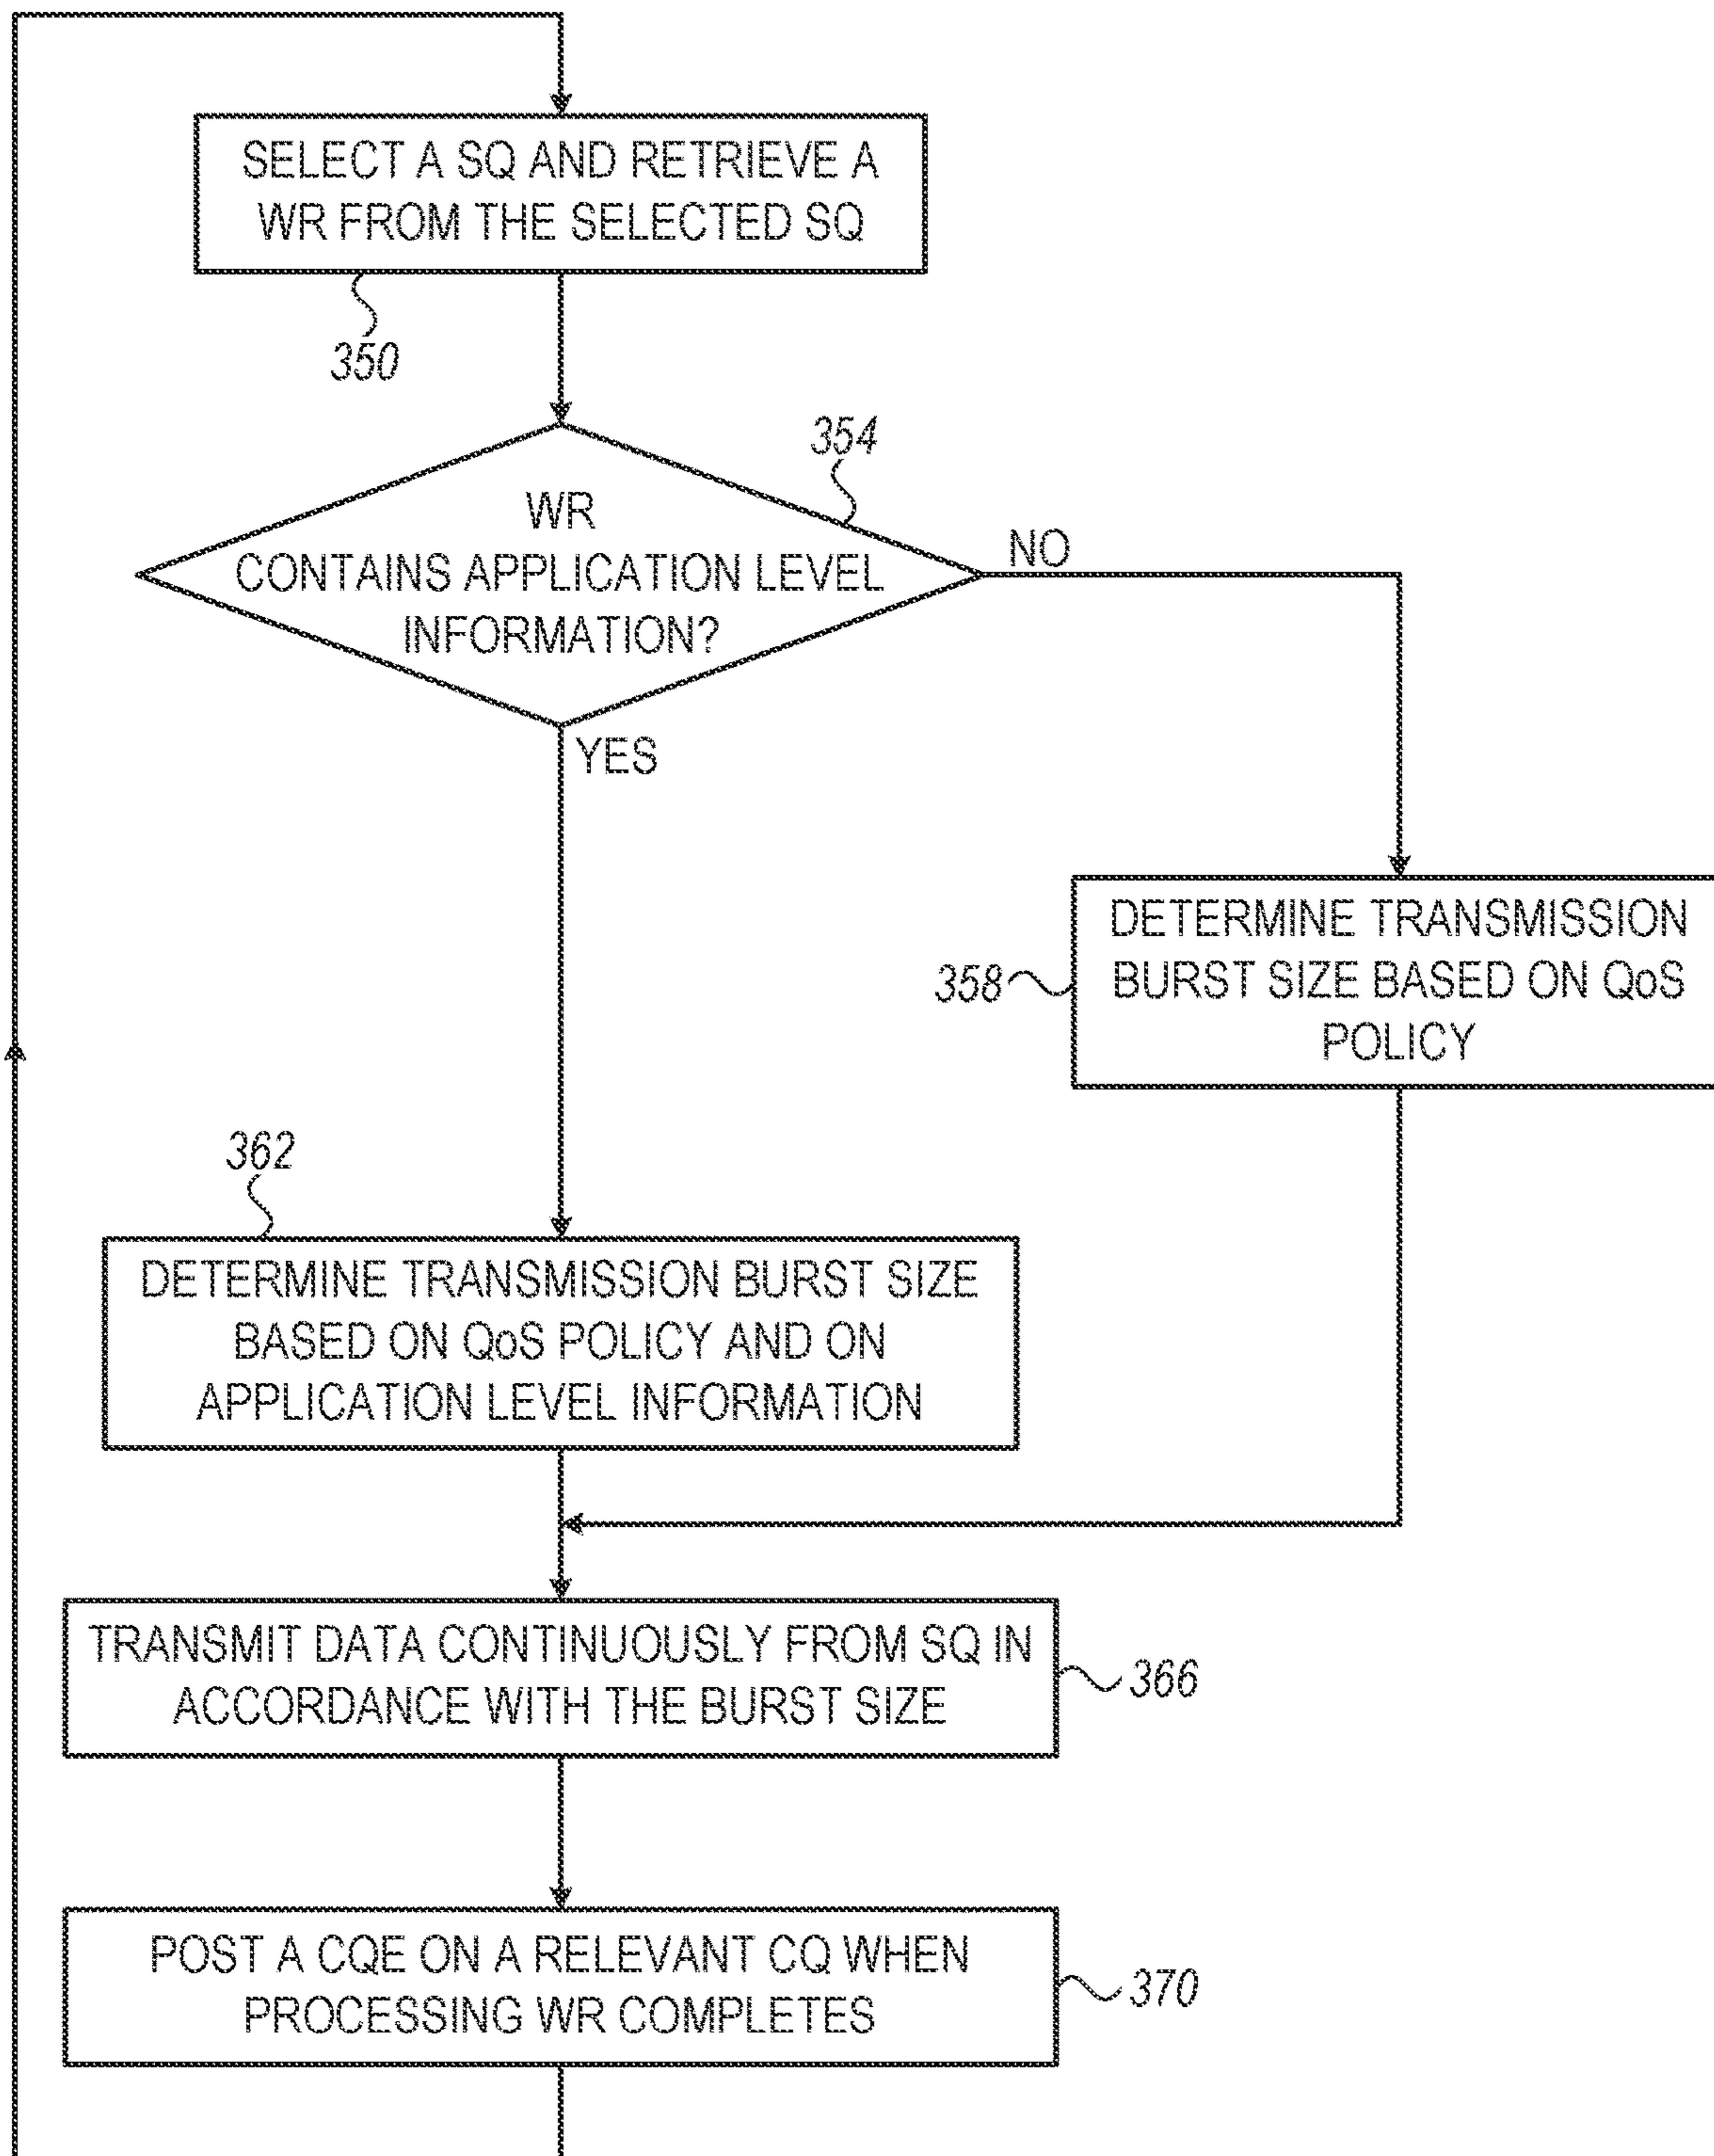 SELECT A SQ AND RETRIEVE A
WR FROM THE SELECTED SQ
350
354
WR
CONTAINS APPLICATION LEVEL
INFORMATION?
NO
YES
DETERMINE TRANSMISSION
BURST SIZE BASED ON QoS
POLICY
358
362
DETERMINE TRANSMISSION BURST SIZE
BASED ON QoS POLICY AND ON
APPLICATION LEVEL INFORMATION
TRANSMIT DATA CONTINUOUSLY FROM SQ IN
ACCORDANCE WITH THE BURST SIZE
366
POST A CQE ON A RELEVANT CQ WHEN
PROCESSING WR COMPLETES
370